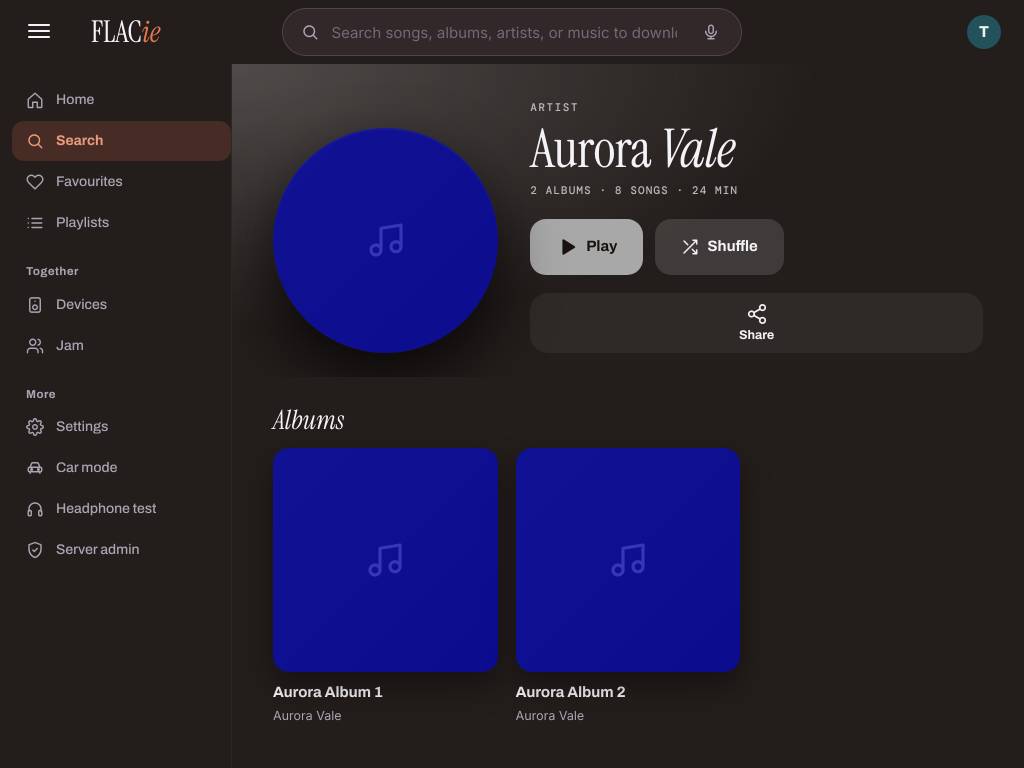 FLACie
Search songs, albums, artists, or music to downl
T
Home
Search
Favourites
Playlists
Together
Devices
Jam
More
Settings
Car mode
Headphone test
Server admin
ARTIST
Aurora Vale
2 ALBUMS · 8 SONGS · 24 MIN
Play
Shuffle
Share
Albums
Aurora Album 1
Aurora Vale
Aurora Album 2
Aurora Vale